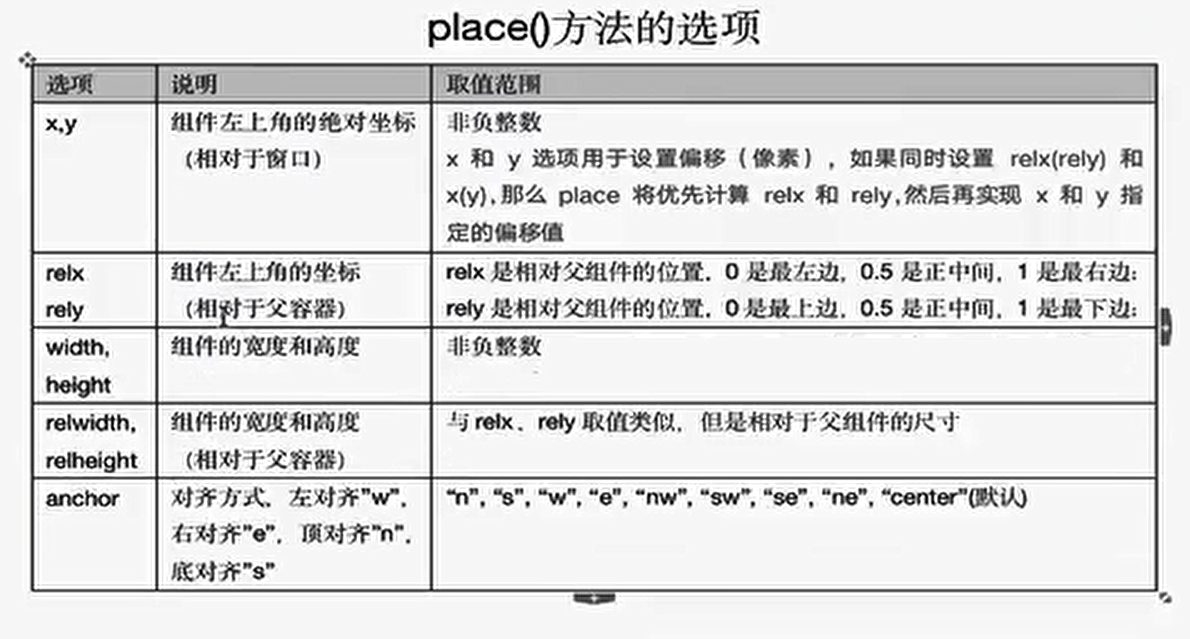 place()方法的选项
选项 说明 取值范围
x,y 组件左上角的绝对坐标 非负整数
（相对于窗口） x 和 y 选项用于设置偏移（像素），如果同时设置 relx(rely) 和
x(y),那么 place 将优先计算 relx 和 rely,然后再实现 x 和 y 指
定的偏移值
relx 组件左上角的坐标 relx 是相对父组件的位置，0 是最左边，0.5 是正中间，1 是最右边；
rely （相对于父容器） rely 是相对父组件的位置，0 是最上边，0.5 是正中间，1 是最下边；
width, 组件的宽度和高度 非负整数
height
relwidth, 组件的宽度和高度 与 relx、rely 取值类似，但是相对于父组件的尺寸
relheight （相对于父容器）
anchor 对齐方式，左对齐”w”， “n”, “s”, “w”, “e”, “nw”, “sw”, “se”, “ne”, “center”(默认)
右对齐”e”，顶对齐”n”，
底对齐”s”